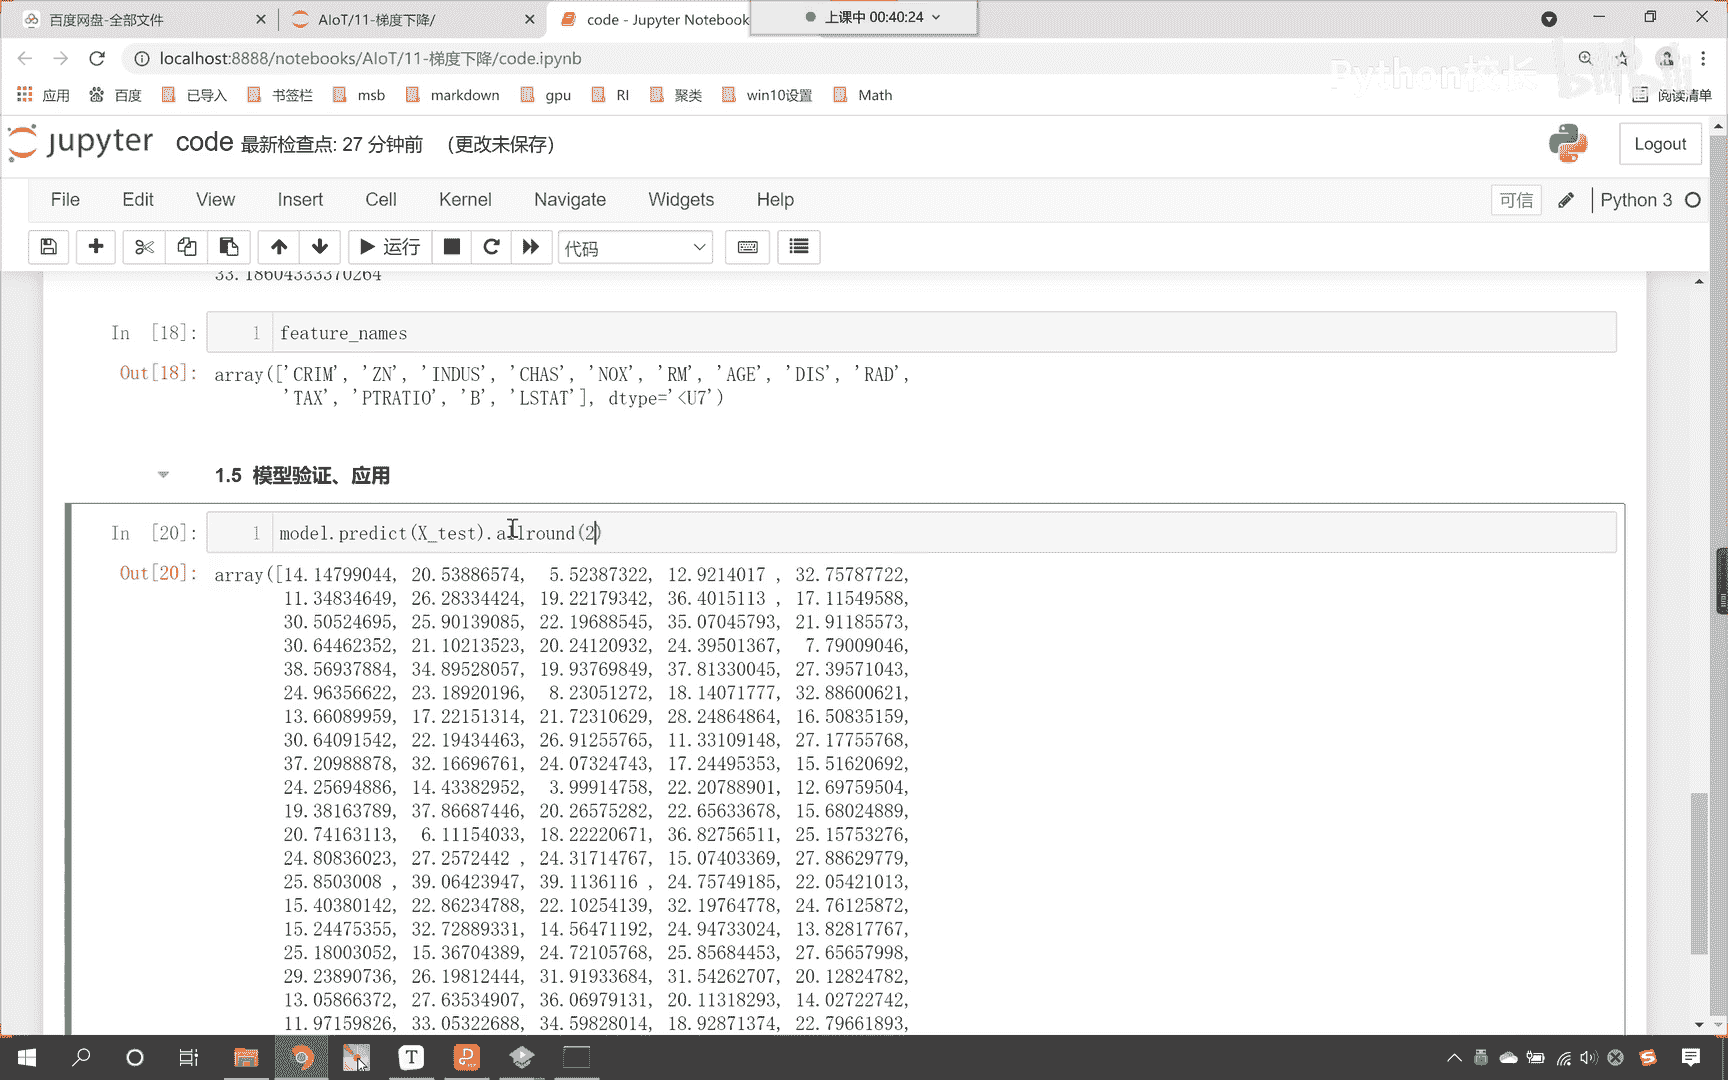 百度网盘-全部文件
AIoT/11-梯度下降/
code - Jupyter Notebook
上课中 00:40:24
localhost:8888/notebooks/AIoT/11-梯度下降/code.ipynb
Python校长
bilibili
应用 百度 已导入 书签栏 msb markdown gpu RI 聚类 win10设置 Math 阅读清单
jupyter code 最新检查点: 27 分钟前 (更改未保存)
Logout
File Edit View Insert Cell Kernel Navigate Widgets Help
可信 Python 3
运行 代码
33.18604333370264
In [18]: 1 feature_names
Out[18]: array(['CRIM', 'ZN', 'INDUS', 'CHAS', 'NOX', 'RM', 'AGE', 'DIS', 'RAD',
'TAX', 'PTRATIO', 'B', 'LSTAT'], dtype='<U7')
1.5 模型验证、应用
In [20]: 1 model.predict(X_test).allround(2)
Out[20]: array([14.14799044, 20.53886574, 5.52387322, 12.9214017 , 32.75787722,
11.34834649, 26.28334424, 19.22179342, 36.4015113 , 17.11549588,
30.50524695, 25.90139085, 22.19688545, 35.07045793, 21.91185573,
30.64462352, 21.10213523, 20.24120932, 24.39501367, 7.79009046,
38.56937884, 34.89528057, 19.93769849, 37.81330045, 27.39571043,
24.96356622, 23.18920196, 8.23051272, 18.14071777, 32.88600621,
13.66089959, 17.22151314, 21.72310629, 28.24864864, 16.50835159,
30.64091542, 22.19434463, 26.91255765, 11.33109148, 27.17755768,
37.20988878, 32.16696761, 24.07324743, 17.24495353, 15.51620692,
24.25694886, 14.43382952, 3.99914758, 22.20788901, 12.69759504,
19.38163789, 37.86687446, 20.26575282, 22.65633678, 15.68024889,
20.74163113, 6.11154033, 18.22220671, 36.82756511, 25.15753276,
24.80836023, 27.2572442 , 24.31714767, 15.07403369, 27.88629779,
25.8503008 , 39.06423947, 39.1136116 , 24.75749185, 22.05421013,
15.40380142, 22.86234788, 22.10254139, 32.19764778, 24.76125872,
15.24475355, 32.72889331, 14.56471192, 24.94733024, 13.82817767,
25.18003052, 15.36704389, 24.72105768, 25.85684453, 27.65657998,
29.23890736, 26.19812444, 31.91933684, 31.54262707, 20.12824782,
13.05866372, 27.63534907, 36.06979131, 20.11318293, 14.02722742,
11.97159826, 33.05322688, 34.59828014, 18.92871374, 22.79661893,